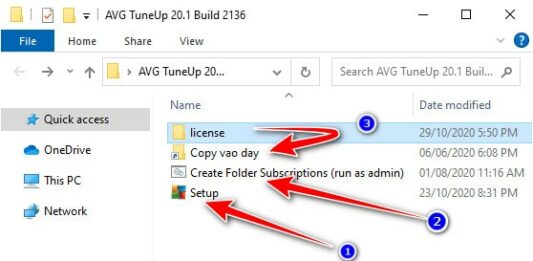 AVG TuneUp 20.1 Build 2136
File Home Share View
AVG TuneUp 20... Search AVG TuneUp 20.1 Buil...
Name Date modified
Quick access
OneDrive
This PC
Network
license 29/10/2020 5:50 PM
Copy vao day 06/06/2020 6:08 PM
Create Folder Subscriptions (run as admin) 01/08/2020 11:16 AM
Setup 23/10/2020 8:31 PM
3
2
1